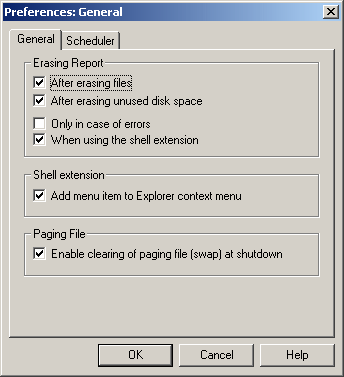 Preferences: General
General Scheduler
Erasing Report
After erasing files
After erasing unused disk space
Only in case of errors
When using the shell extension
Shell extension
Add menu item to Explorer context menu
Paging File
Enable clearing of paging file (swap) at shutdown
OK Cancel Help